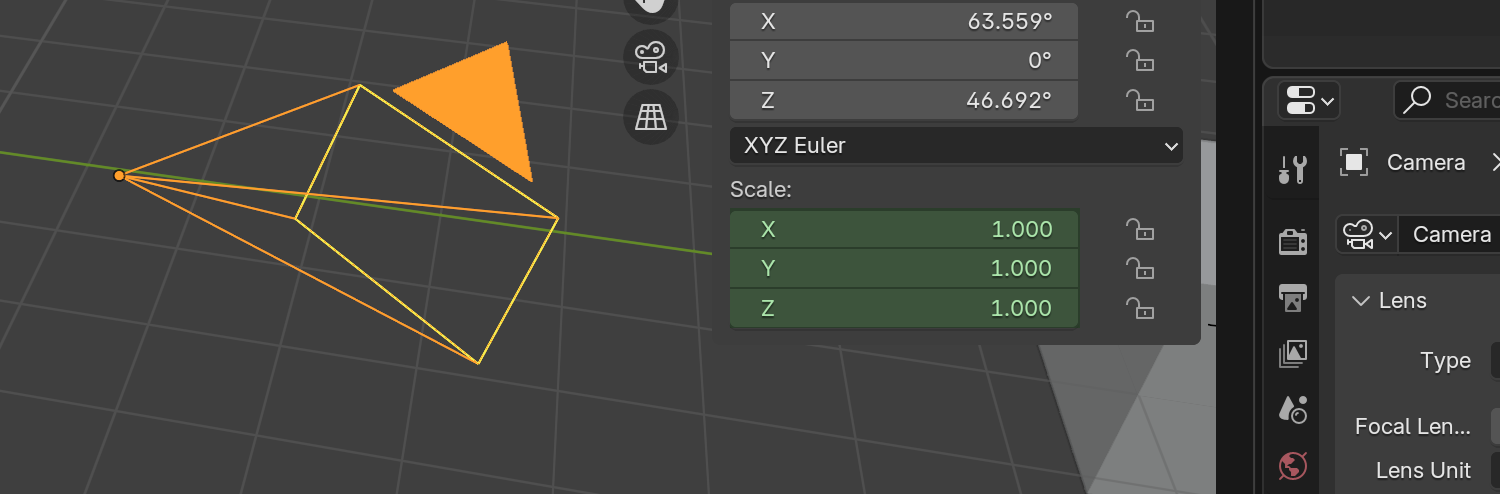 X 63.559°
Y 0°
Z 46.692°
XYZ Euler
Scale:
X 1.000
Y 1.000
Z 1.000
Searc
Camera
Camera
Lens
Type
Focal Len...
Lens Unit